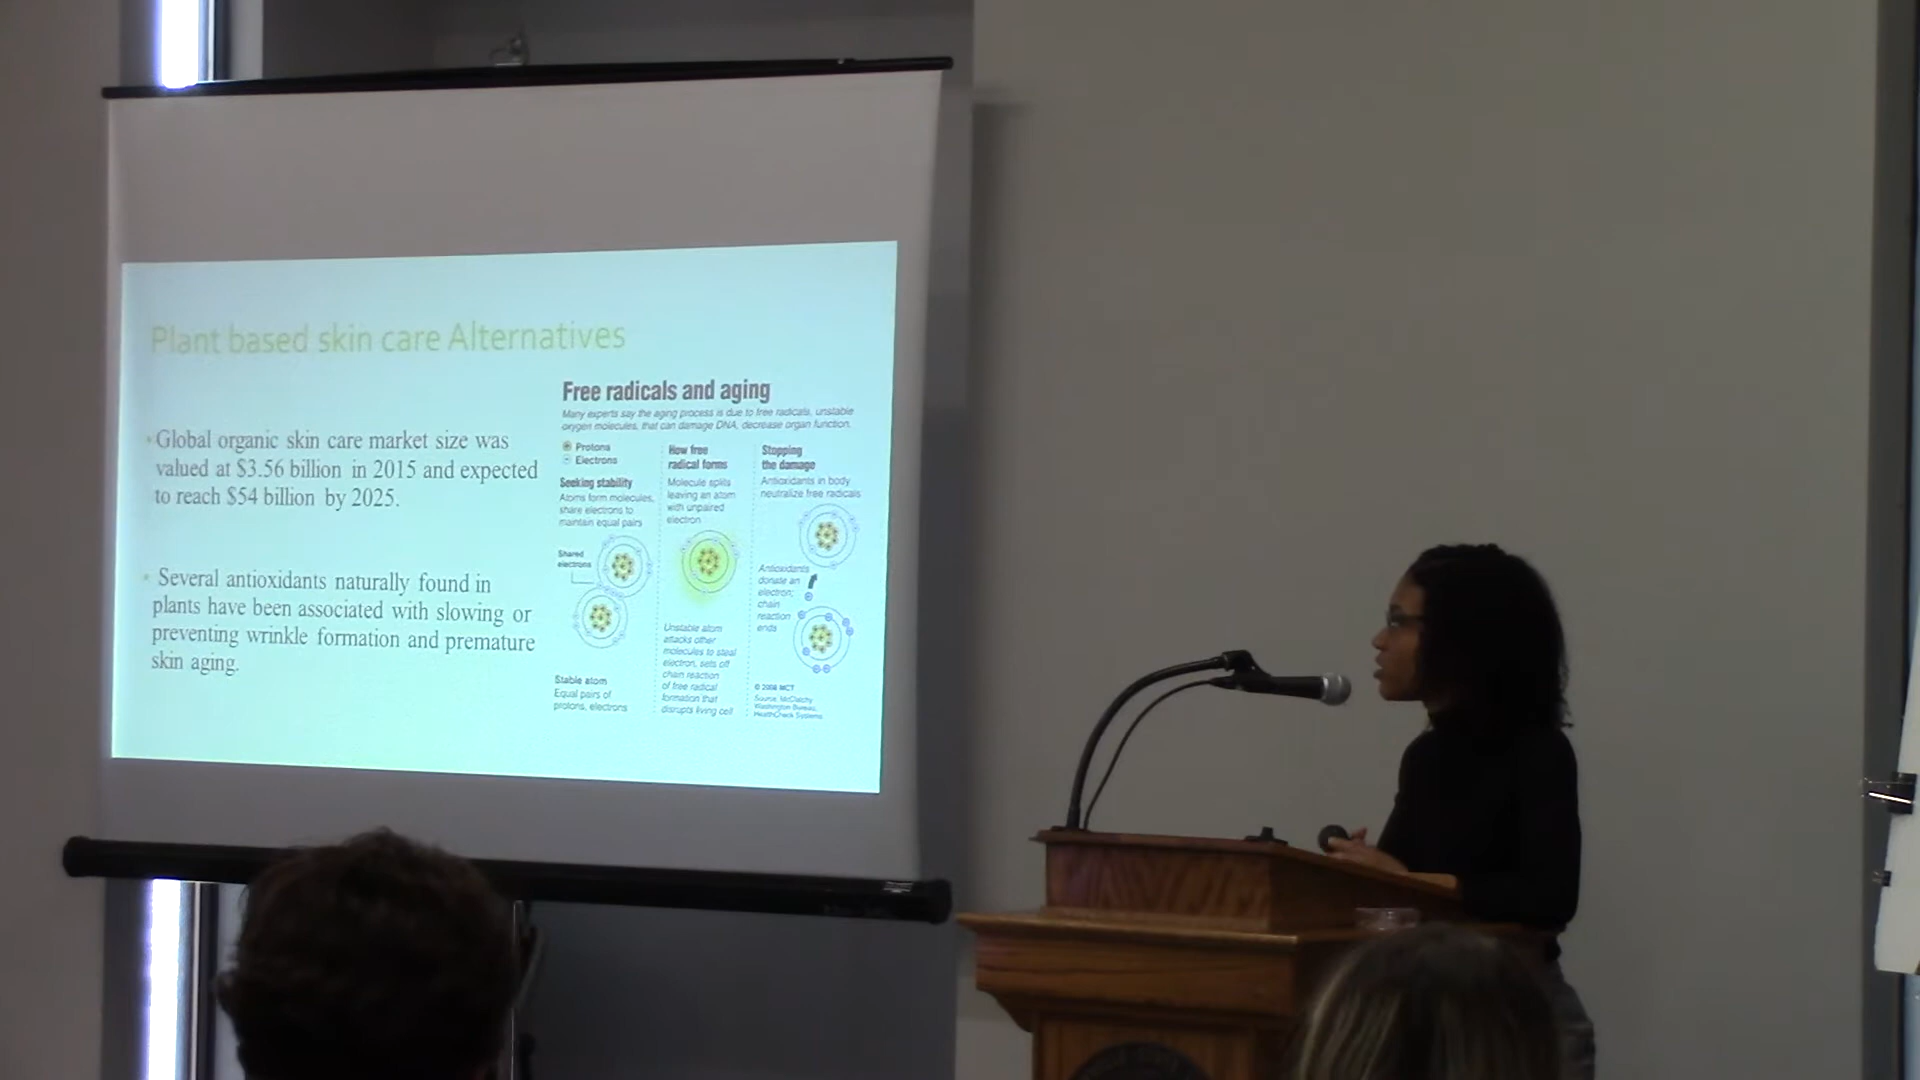 Plant based skin care Alternatives
Global organic skin care market size was
valued at $3.56 billion in 2015 and expected
to reach $54 billion by 2025.
Several antioxidants naturally found in
plants have been associated with slowing or
preventing wrinkle formation and premature
skin aging.
Free radicals and aging
Many experts say the aging process is due to free radicals, unstable
oxygen molecules, that can damage DNA, decrease organ function.
Protons
Electrons
Seeking stability
Atoms form molecules,
share electrons to
maintain equal pairs
Shared
electrons
Stable atom
Equal pairs of
protons, electrons
How free
radical forms
Molecule splits
leaving an atom
with unpaired
electron
Unstable atom
attacks other
molecules to steal
electron, sets off
chain reaction
of free radical
formation that
disrupts living cell
Stopping
the damage
Antioxidants in body
neutralize free radicals
Antioxidants
donate an
electron;
chain
reaction
ends
© 2008 MCT
Source: McClatchy
Washington Bureau,
HealthCheck Systems